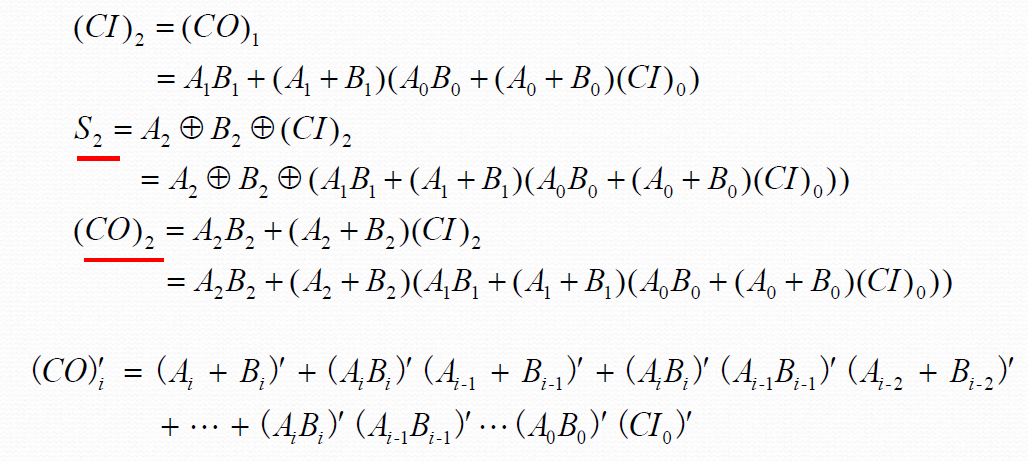 (CI)₂ = (CO)₁
= A₁B₁ + (A₁ + B₁)(A₀B₀ + (A₀ + B₀)(CI)₀)
S₂ = A₂ ⊕ B₂ ⊕ (CI)₂
= A₂ ⊕ B₂ ⊕ (A₁B₁ + (A₁ + B₁)(A₀B₀ + (A₀ + B₀)(CI)₀))
(CO)₂ = A₂B₂ + (A₂ + B₂)(CI)₂
= A₂B₂ + (A₂ + B₂)(A₁B₁ + (A₁ + B₁)(A₀B₀ + (A₀ + B₀)(CI)₀))
(CO)′ᵢ = (Aᵢ + Bᵢ)′ + (AᵢBᵢ)′ (Aᵢ₋₁ + Bᵢ₋₁)′ + (AᵢBᵢ)′ (Aᵢ₋₁Bᵢ₋₁)′ (Aᵢ₋₂ + Bᵢ₋₂)′
+ ⋯ + (AᵢBᵢ)′ (Aᵢ₋₁Bᵢ₋₁)′ ⋯ (A₀B₀)′ (CI₀)′